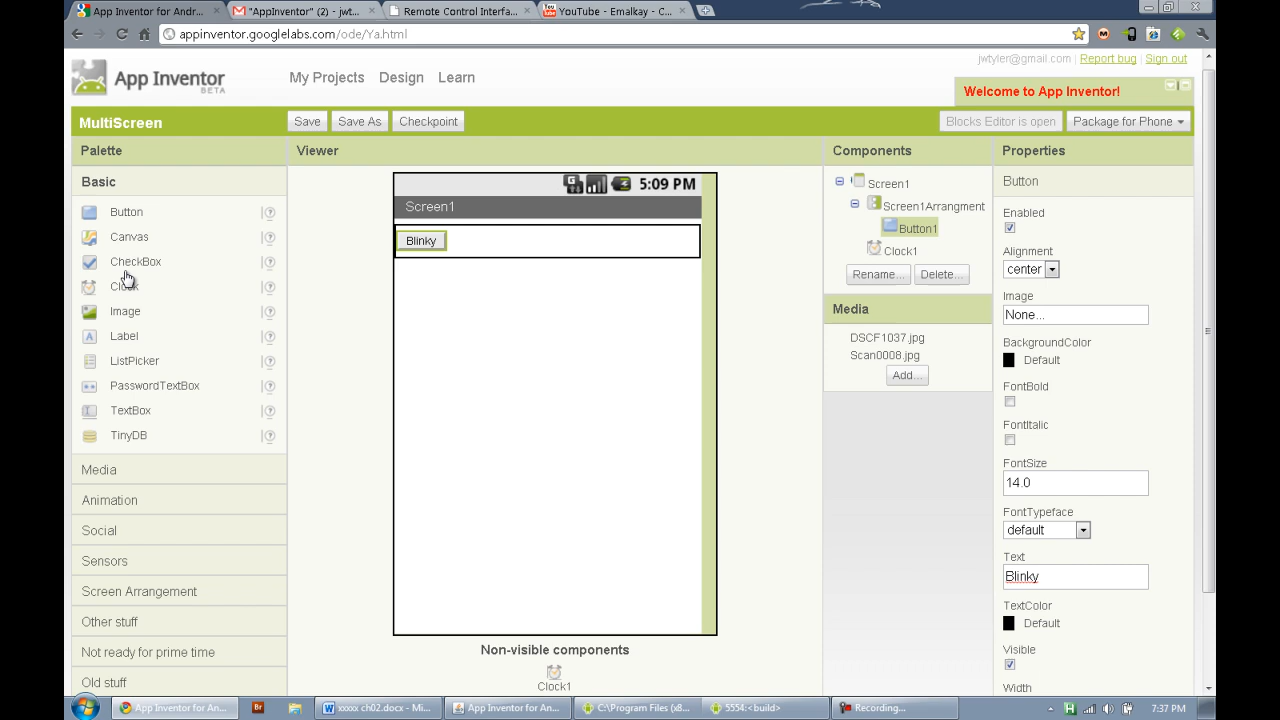 App Inventor for Andr...
"AppInventor" (2) - jwt...
Remote Control Interfa...
YouTube - Emalkay - C...
appinventor.googlelabs.com/ode/Ya.html
jwtyler@gmail.com | Report bug | Sign out
App Inventor
BETA
My Projects Design Learn
Welcome to App Inventor!
MultiScreen
Save
Save As
Checkpoint
Blocks Editor is open
Package for Phone
Palette
Viewer
Components
Properties
Basic
Button
Canvas
CheckBox
Image
Label
ListPicker
PasswordTextBox
TextBox
TinyDB
Media
Animation
Social
Sensors
Screen Arrangement
Other stuff
Not ready for prime time
Old stuff
5:09 PM
Screen1
Blinky
Non-visible components
Clock1
Screen1
Screen1Arrangment
Button1
Clock1
Rename...
Delete...
Media
DSCF1037.jpg
Scan0008.jpg
Add...
Button
Enabled
Alignment
center
Image
None...
BackgroundColor
Default
FontBold
FontItalic
FontSize
14.0
FontTypeface
default
Text
Blinky
TextColor
Default
Visible
Width
App Inventor for An...
Br
xxxxx ch02.docx - Mi...
App Inventor for An...
C:\Program Files (x8...
5554:<build>
Recording...
7:37 PM